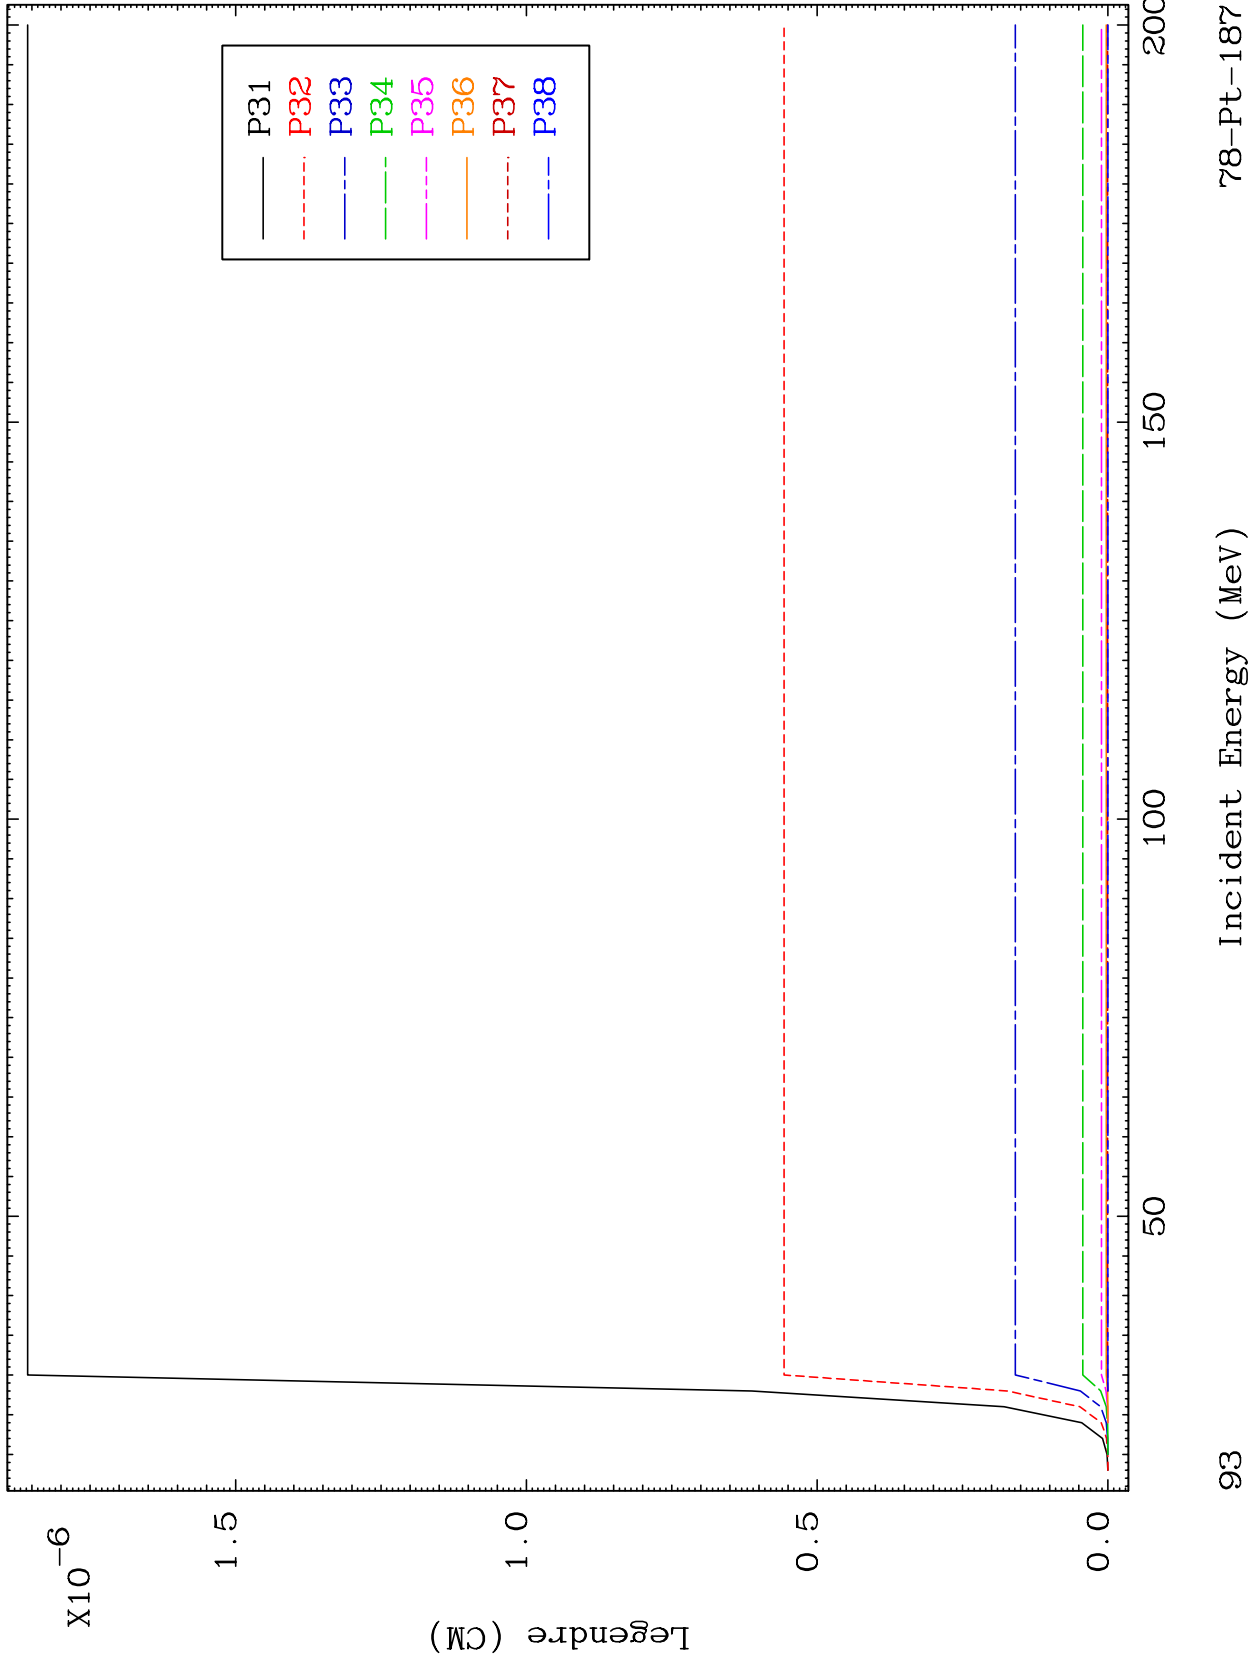 X10-6
Legendre (CM)
1.5
1.0
0.5
0.0
P31
P32
P33
P34
P35
P36
P37
P38
50
100
150
200
93
Incident Energy (MeV)
78-Pt-187